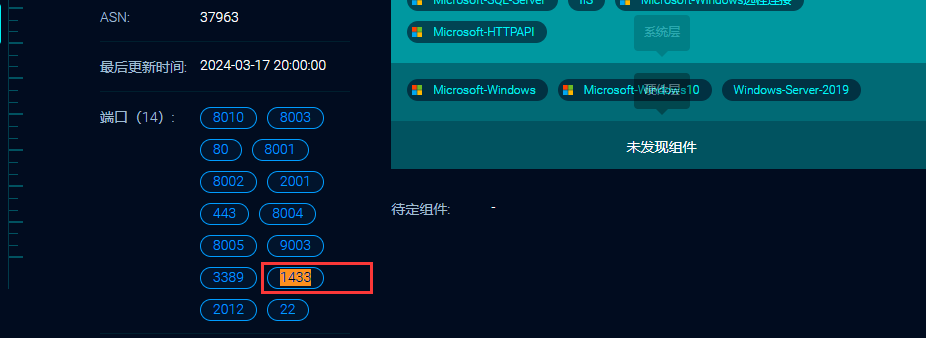 ASN: 37963
最后更新时间: 2024-03-17 20:00:00
端口（14）:
8010 8003
80 8001
8002 2001
443 8004
8005 9003
3389 1433
2012 22
Microsoft-SQL-Server IIS Microsoft-Windows远程连接
Microsoft-HTTPAPI
系统层
Microsoft-Windows Microsoft-Windows10 Windows-Server-2019
硬件层
未发现组件
待定组件: -